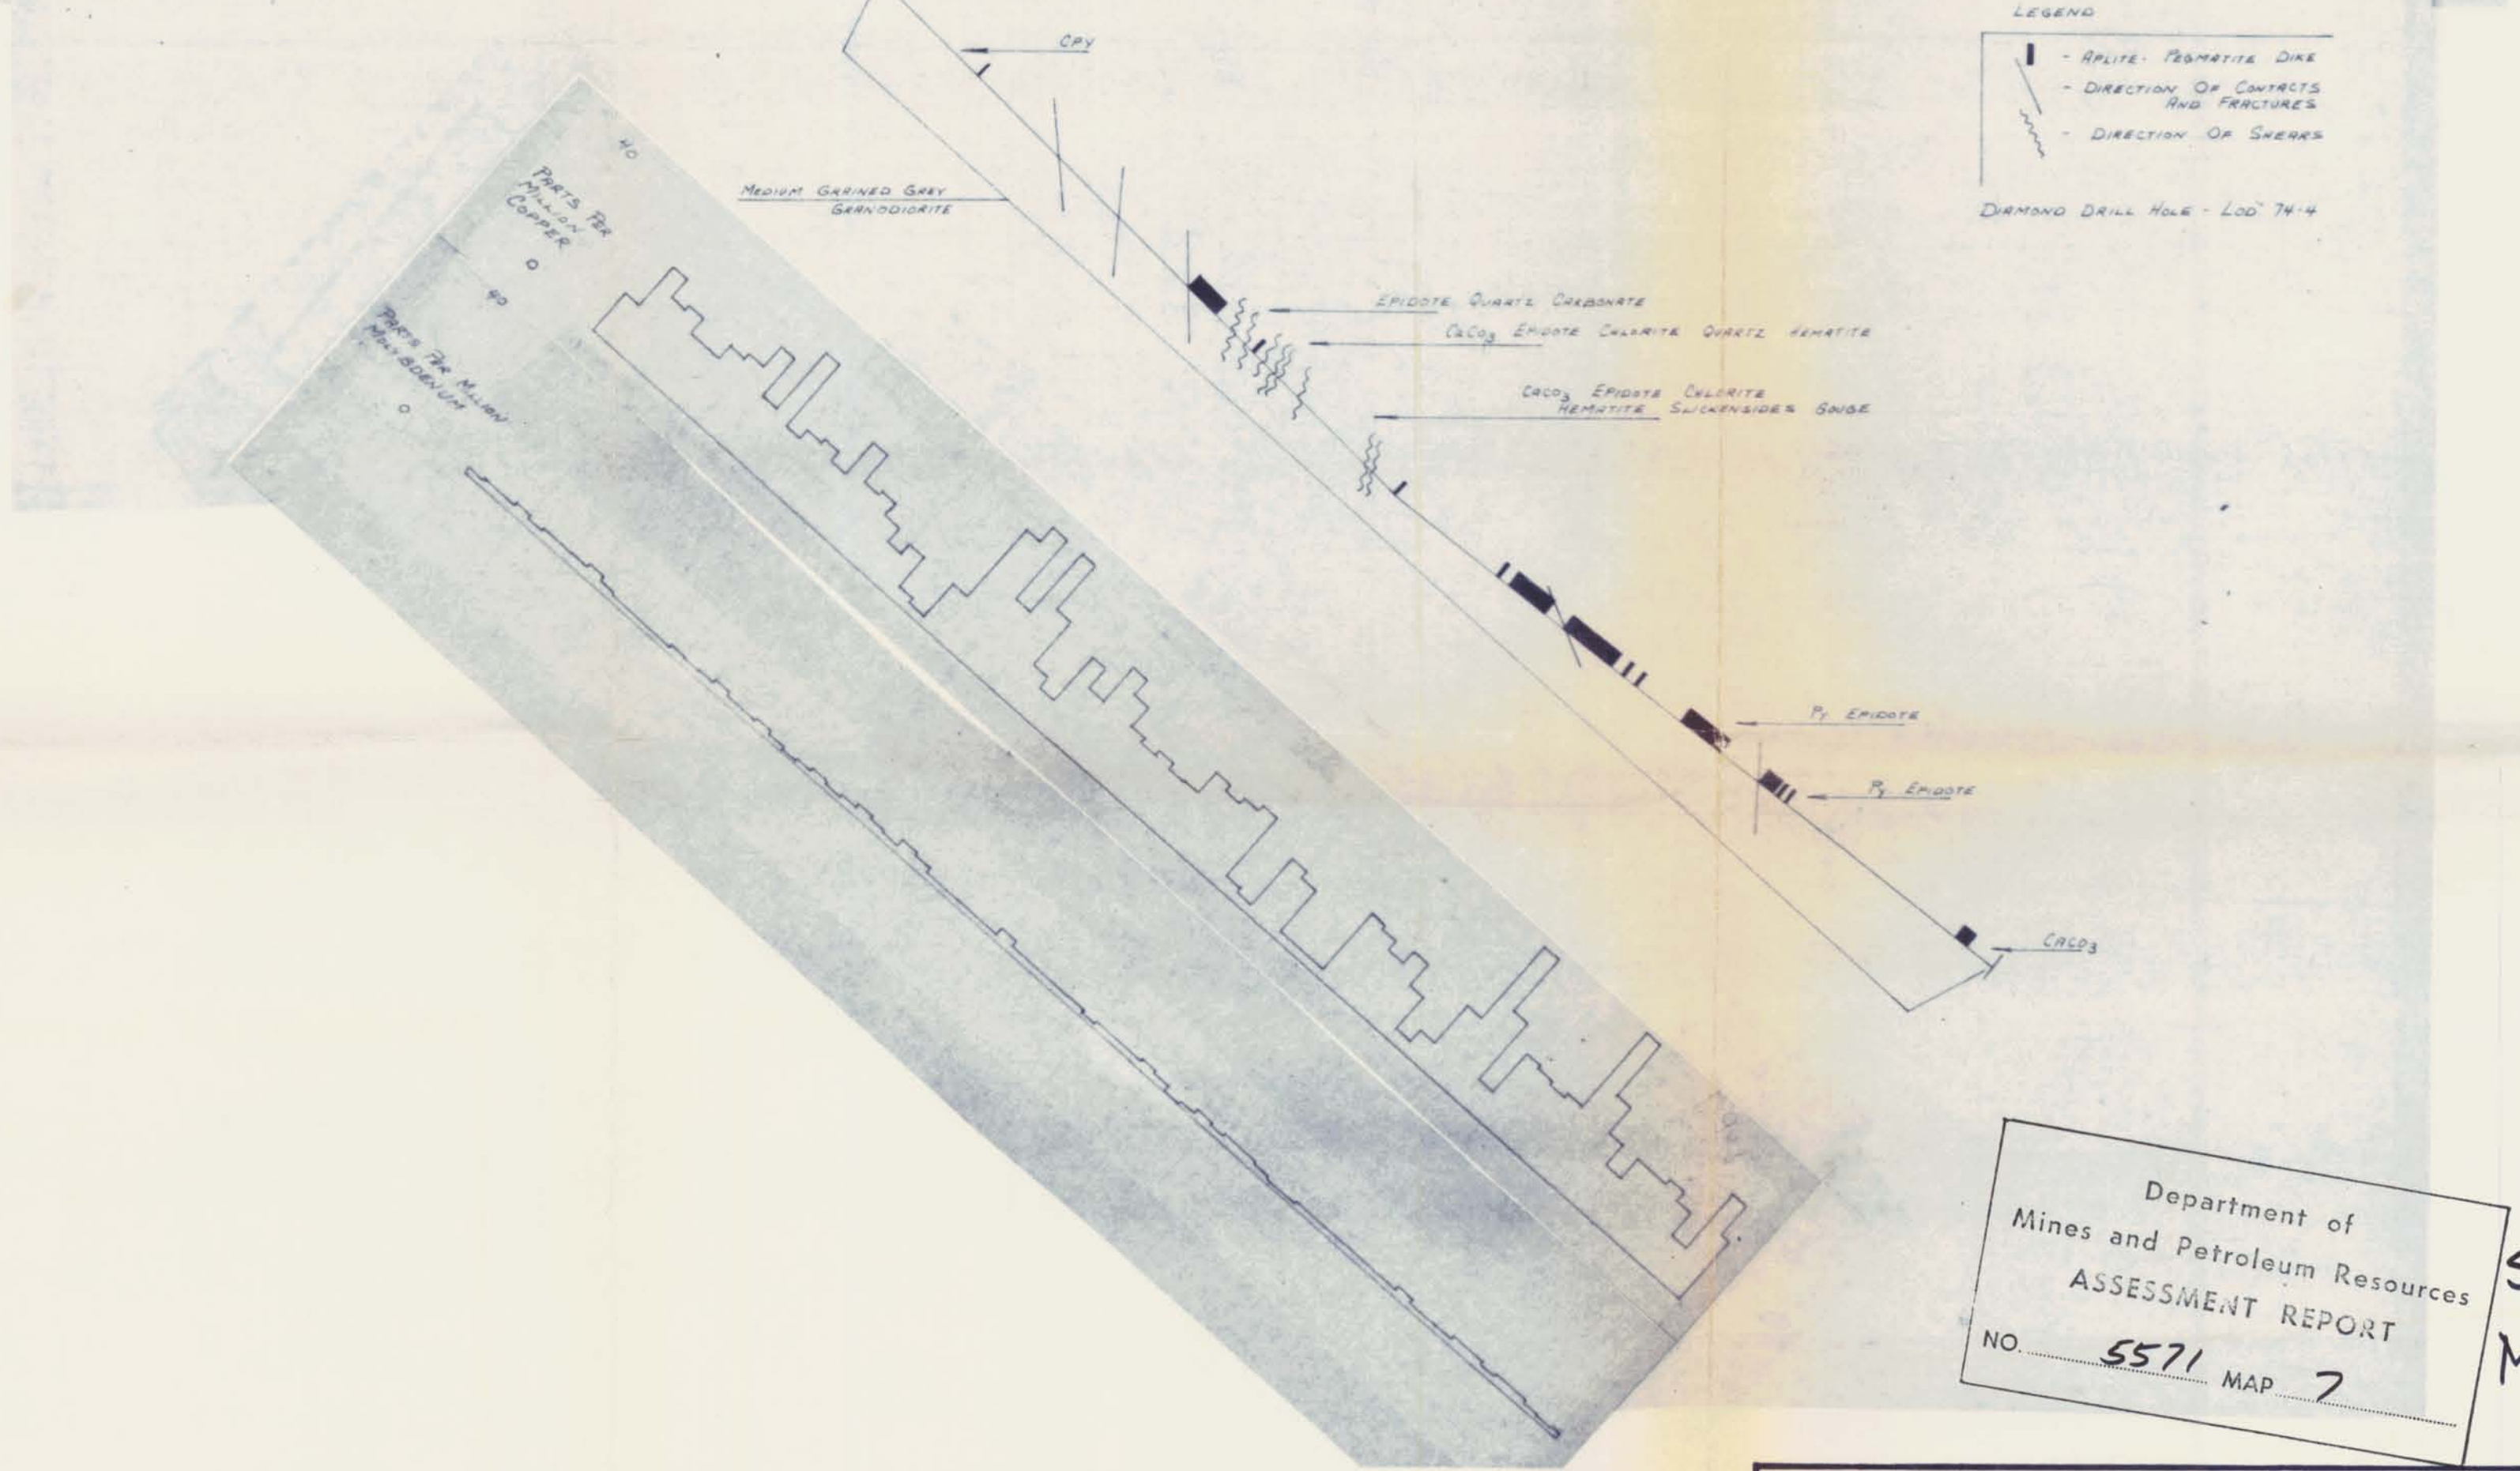 LEGEND
- APLITE - PEGMATITE DIKE
- DIRECTION OF CONTACTS
AND FRACTURES
- DIRECTION OF SHEARS
DIAMOND DRILL HOLE - LOD 74-4
CPY
MEDIUM GRAINED GREY
GRANODIORITE
EPIDOTE QUARTZ CARBONATE
CaCO3 EPIDOTE CHLORITE QUARTZ HEMATITE
CaCO3 EPIDOTE CHLORITE
HEMATITE SLICKENSIDES GOUGE
Py EPIDOTE
Py EPIDOTE
CACO3
40
PARTS PER
MILLION
COPPER
0
40
PARTS PER MILLION
MOLYBDENUM
0
Department of
Mines and Petroleum Resources
ASSESSMENT REPORT
NO. 5571 MAP 7